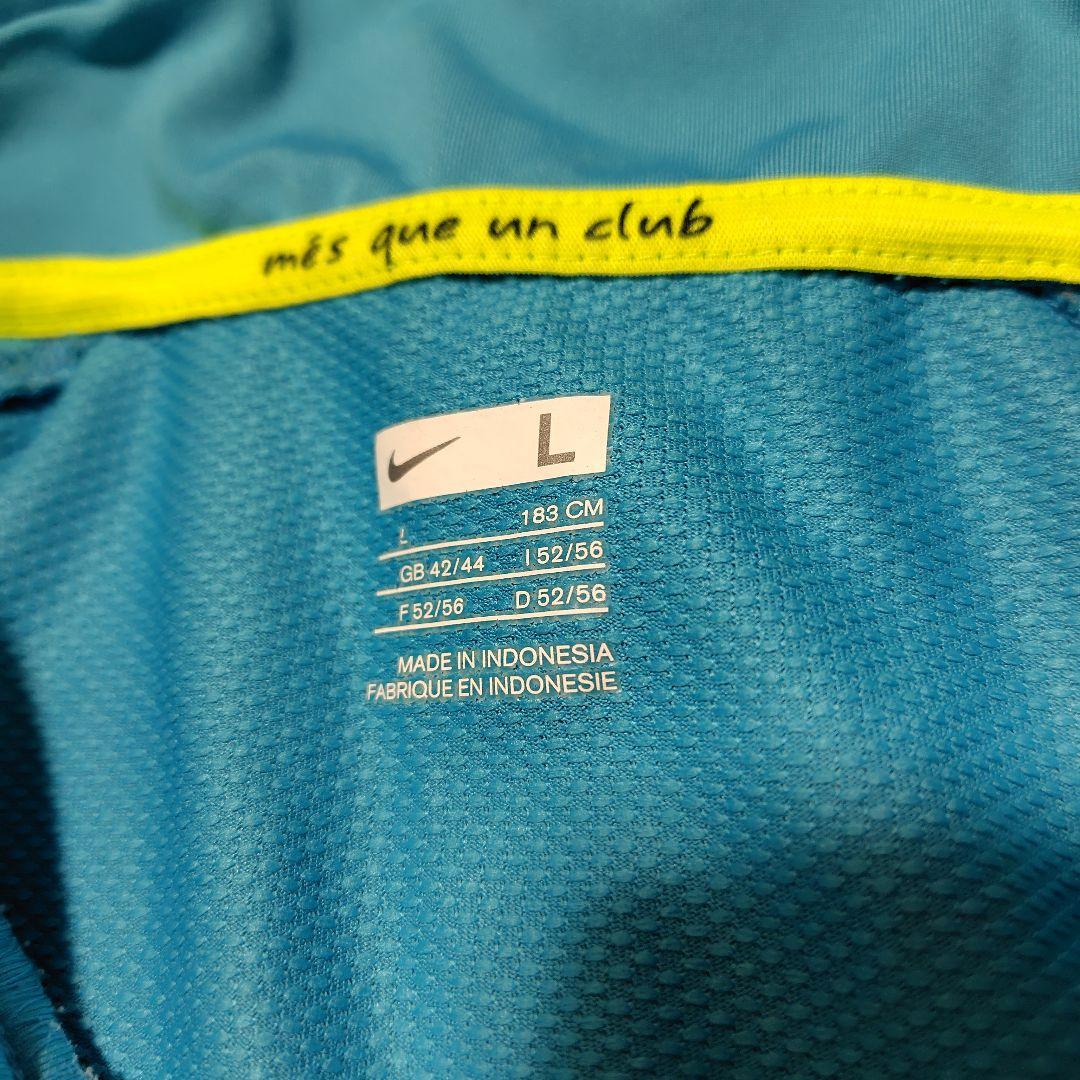 més que un club
L
L 183 CM
GB 42/44 I 52/56
F 52/56 D 52/56
MADE IN INDONESIA
FABRIQUE EN INDONESIE